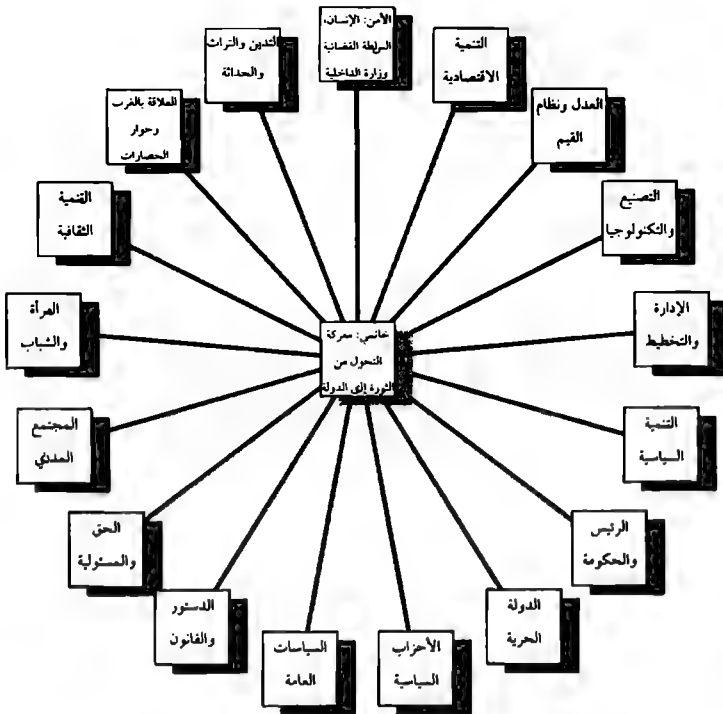 الأمن: الإنسان،
السلطة القضائية
وزارة الداخلية
التنمية
الاقتصادية
العدل ونظام
القيم
التصنيع
والتكنولوجيا
الإدارة
والتخطيط
التنمية
السياسية
الرئيس
والحكومة
الدولة
الحرية
الأحزاب
السياسية
السياسات
العامة
الدستور
والقانون
الحق
والمسئولية
المجتمع
المدني
المرأة
والشباب
التنمية
الثقافية
العلاقة بالغرب
وحوار
الحضارات
التدين والتراث
والحداثة
خاتمي: معركة
التحول من
الثورة إلى الدولة